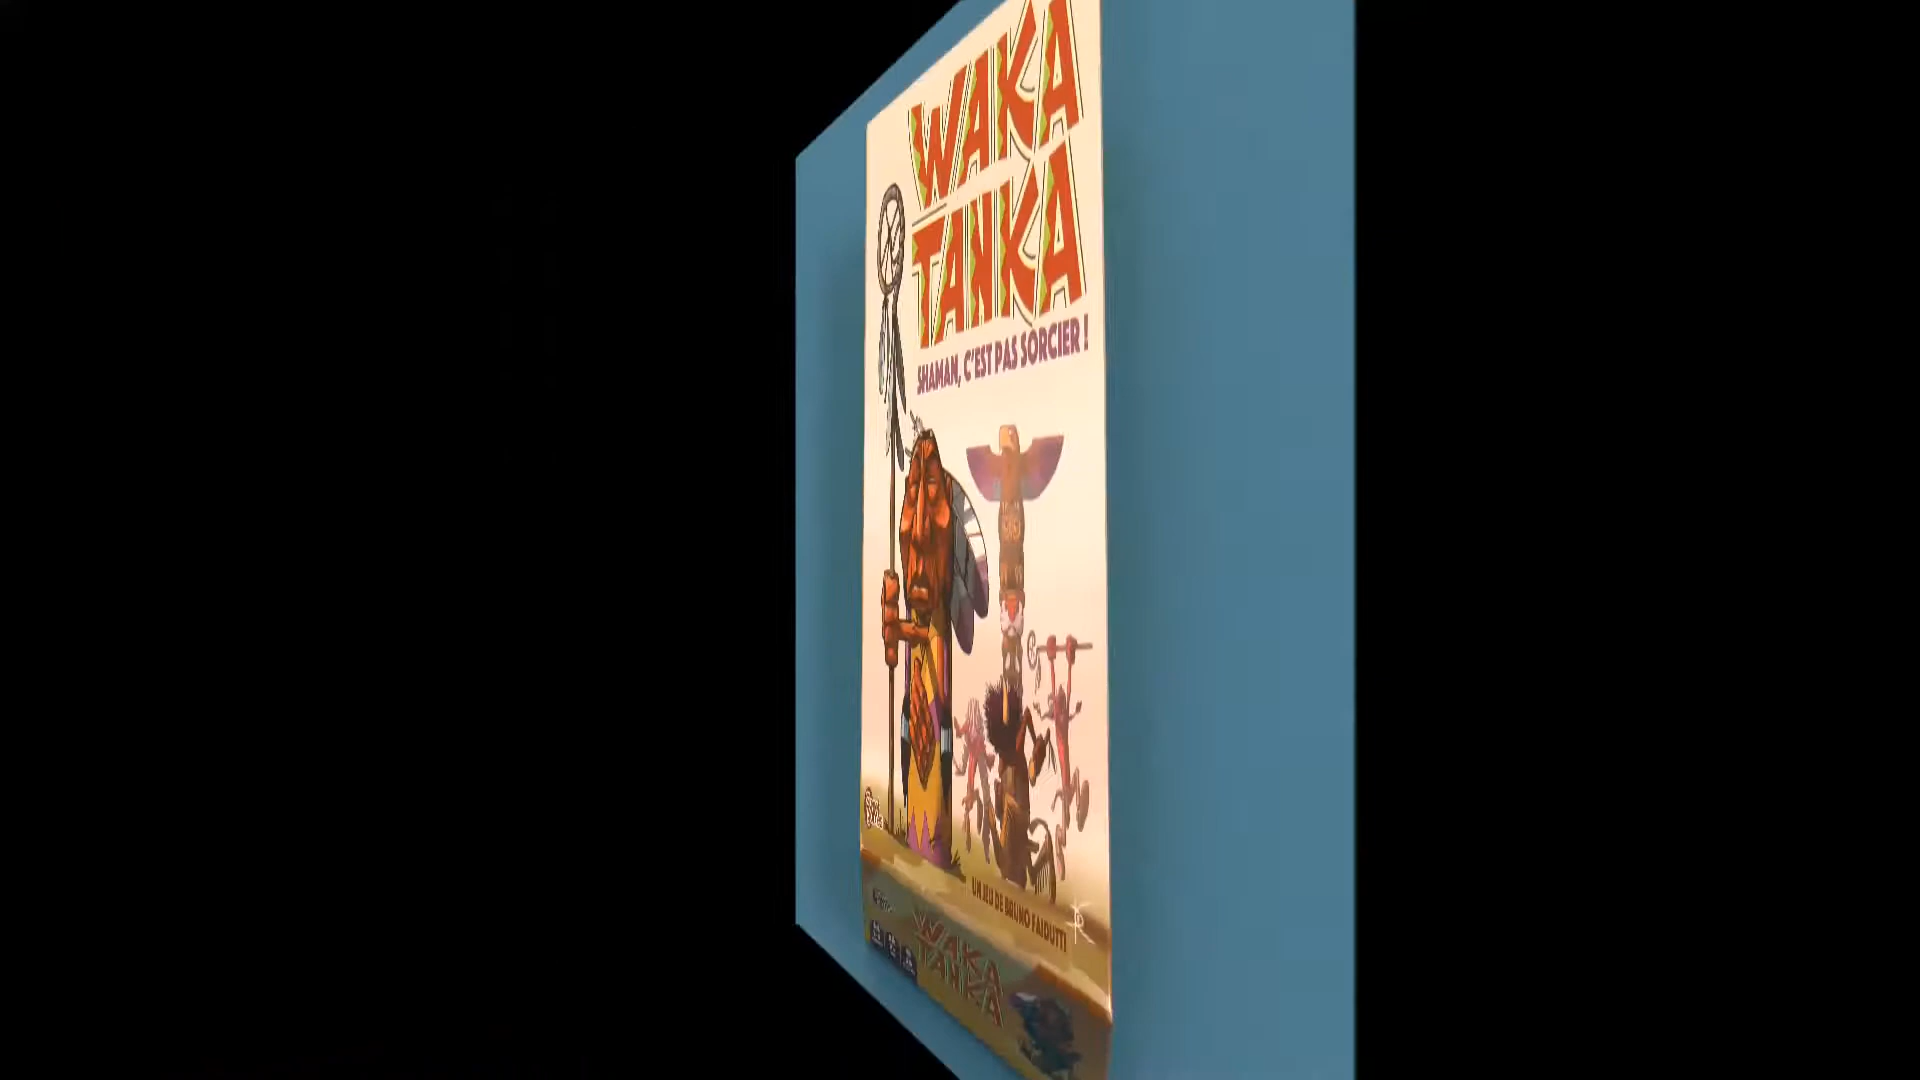 WAKA
TANKA
SHAMAN, C'EST PAS SORCIER !
UN JEU DE BRUNO FAIDUTTI
WAKA
TANKA